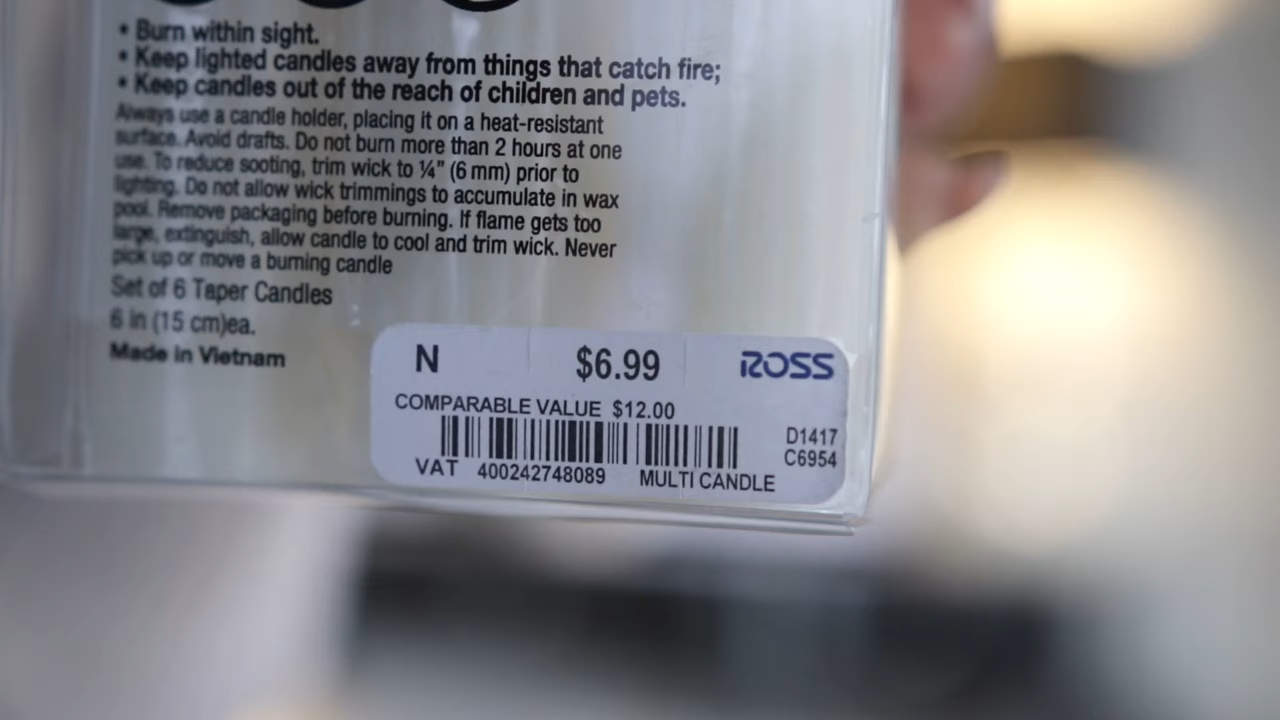 • Burn within sight.
• Keep lighted candles away from things that catch fire;
• Keep candles out of the reach of children and pets.
Always use a candle holder, placing it on a heat-resistant
surface. Avoid drafts. Do not burn more than 2 hours at one
use. To reduce sooting, trim wick to ¼" (6 mm) prior to
lighting. Do not allow wick trimmings to accumulate in wax
pool. Remove packaging before burning. If flame gets too
large, extinguish, allow candle to cool and trim wick. Never
pick up or move a burning candle
Set of 6 Taper Candles
6 in (15 cm)ea.
Made in Vietnam
N $6.99 ROSS
COMPARABLE VALUE $12.00
D1417
C6954
VAT 400242748089 MULTI CANDLE